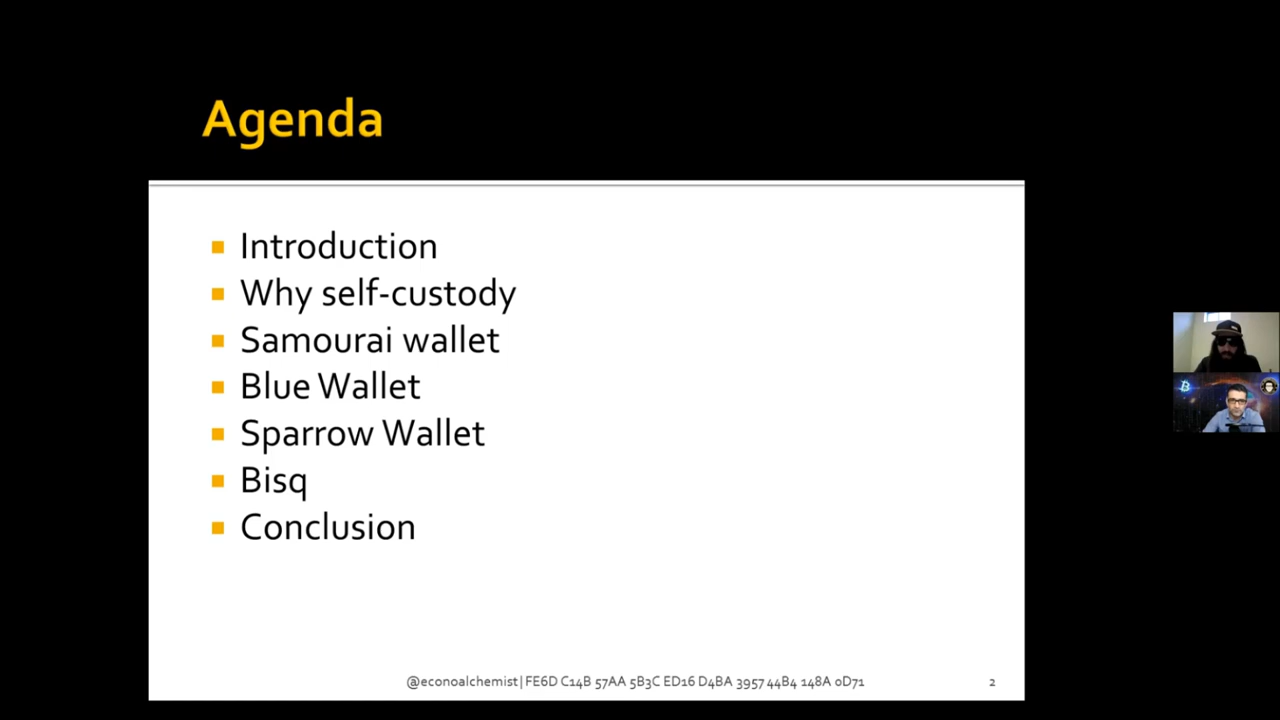 Agenda
Introduction
Why self-custody
Samourai wallet
Blue Wallet
Sparrow Wallet
Bisq
Conclusion
@econoalchemist| FE6D C14B 57AA 5B3C ED16 D4BA 3957 44B4 148A 0D71
2